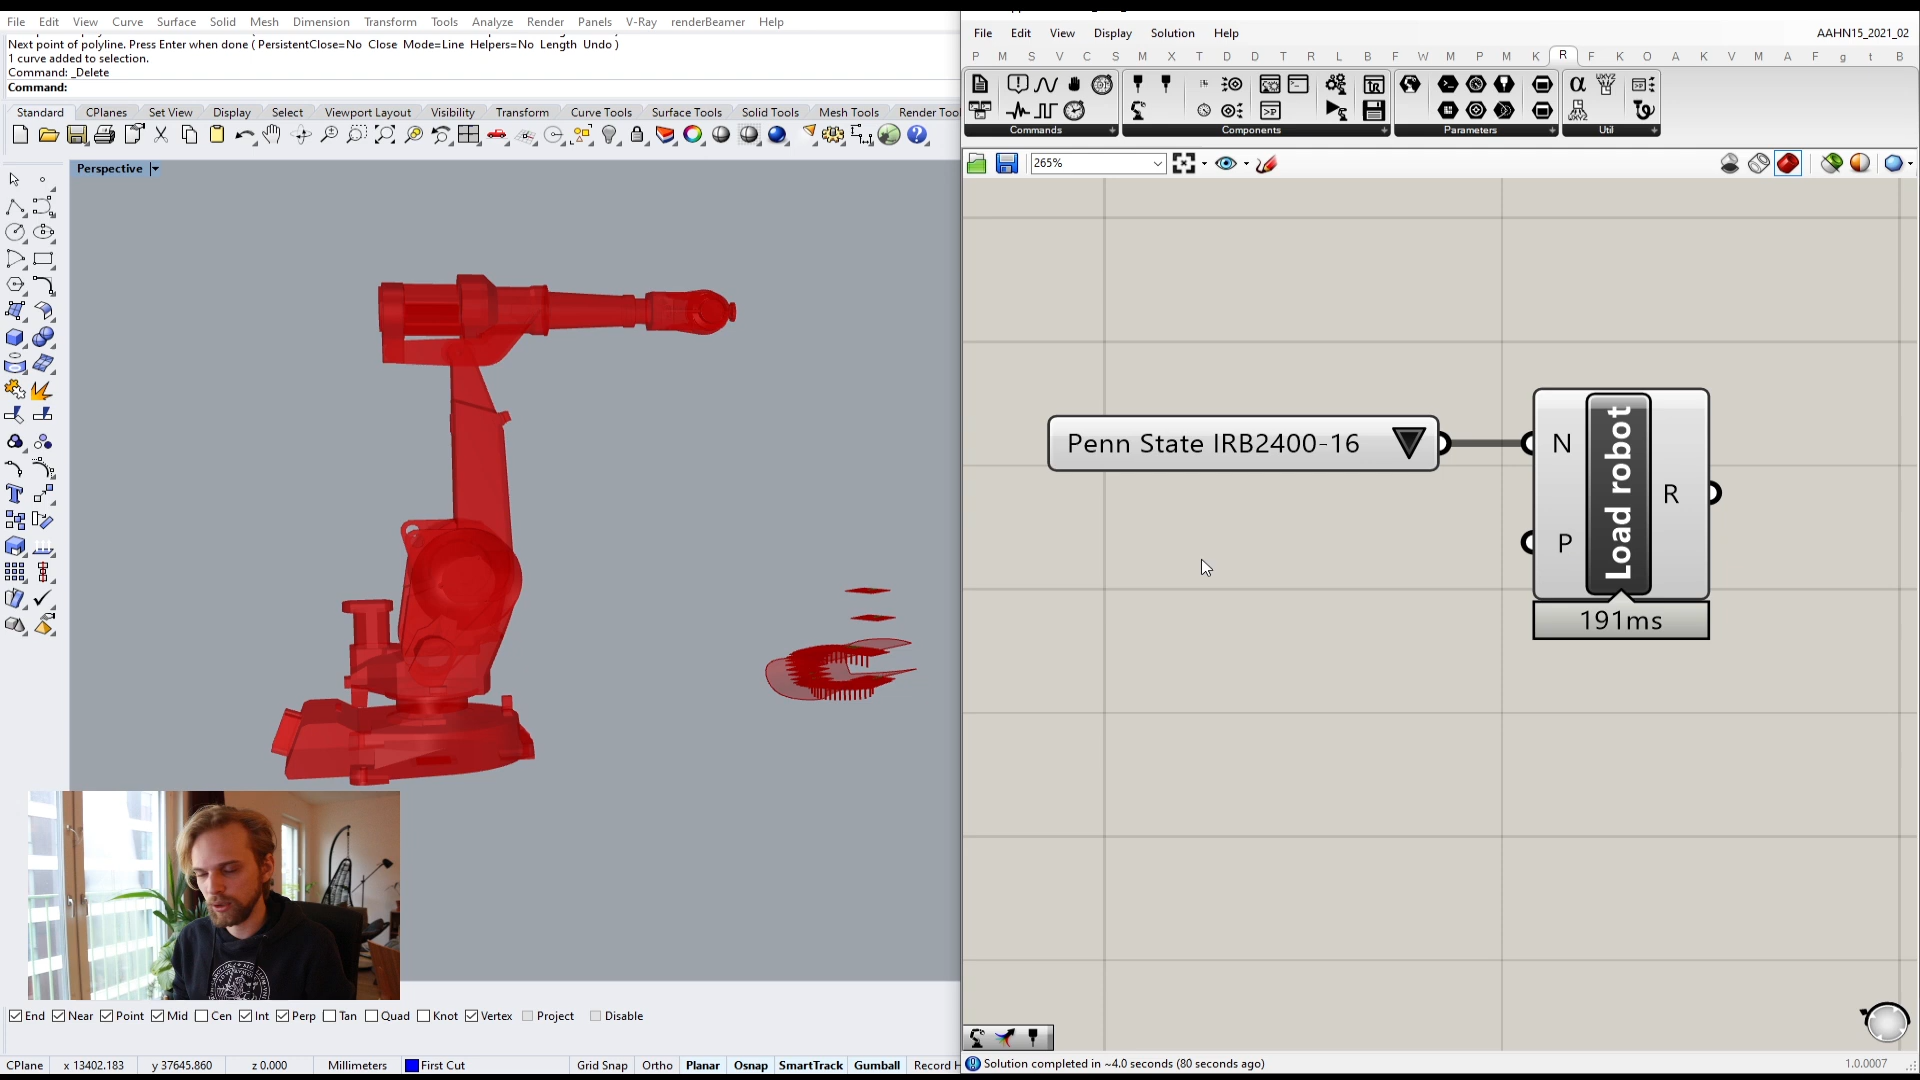 File Edit View Curve Surface Solid Mesh Dimension Transform Tools Analyze Render Panels V-Ray renderBeamer Help
Next point of polyline. Press Enter when done ( PersistentClose=No Close Mode=Line Helpers=No Length Undo )
1 curve added to selection.
Command: _Delete
Command:
Standard CPlanes Set View Display Select Viewport Layout Visibility Transform Curve Tools Surface Tools Solid Tools Mesh Tools Render Too
Perspective
End Near Point Mid Cen Int Perp Tan Quad Knot Vertex Project Disable
CPlane x 13402.183 y 37645.860 z 0.000 Millimeters First Cut Grid Snap Ortho Planar Osnap SmartTrack Gumball Record H
File Edit View Display Solution Help AAHN15_2021_02
P M S V C S M X T D D T R L B F W M P M K R F K O A K V M A F g t B
Commands Components Parameters Util
265%
Penn State IRB2400-16
N
Load robot
R
P
191ms
Solution completed in ~4.0 seconds (80 seconds ago) 1.0.0007